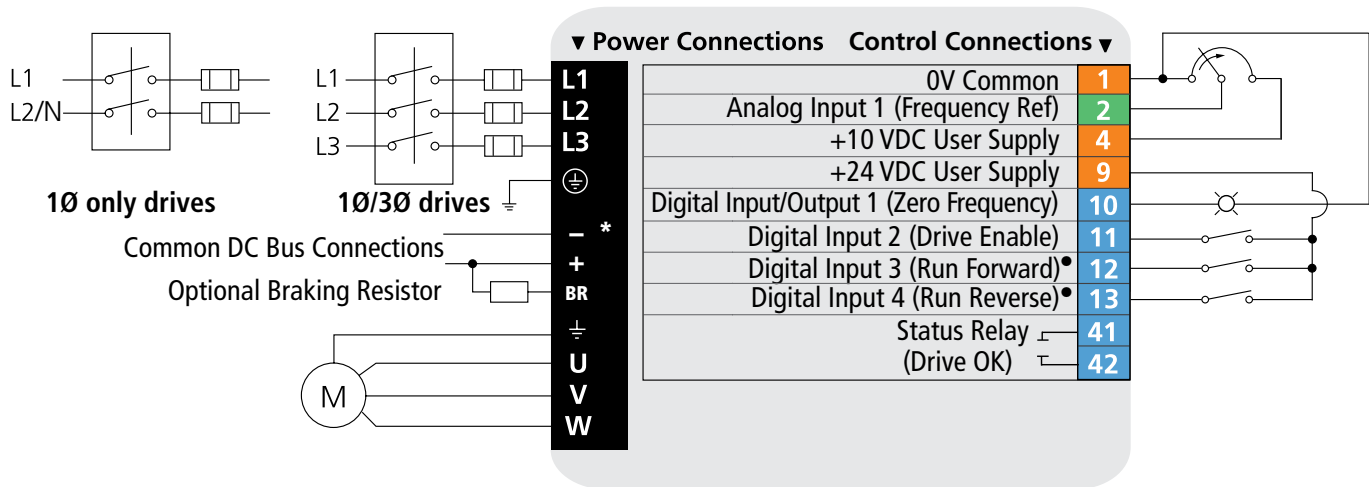 ▼ Power Connections Control Connections ▼
L1
L2/N
1Ø only drives
L1
L2
L3
1Ø/3Ø drives
Common DC Bus Connections
Optional Braking Resistor
M
L1
L2
L3
– *
+
BR
U
V
W
0V Common 1
Analog Input 1 (Frequency Ref) 2
+10 VDC User Supply 4
+24 VDC User Supply 9
Digital Input/Output 1 (Zero Frequency) 10
Digital Input 2 (Drive Enable) 11
Digital Input 3 (Run Forward)• 12
Digital Input 4 (Run Reverse)• 13
Status Relay 41
(Drive OK) 42